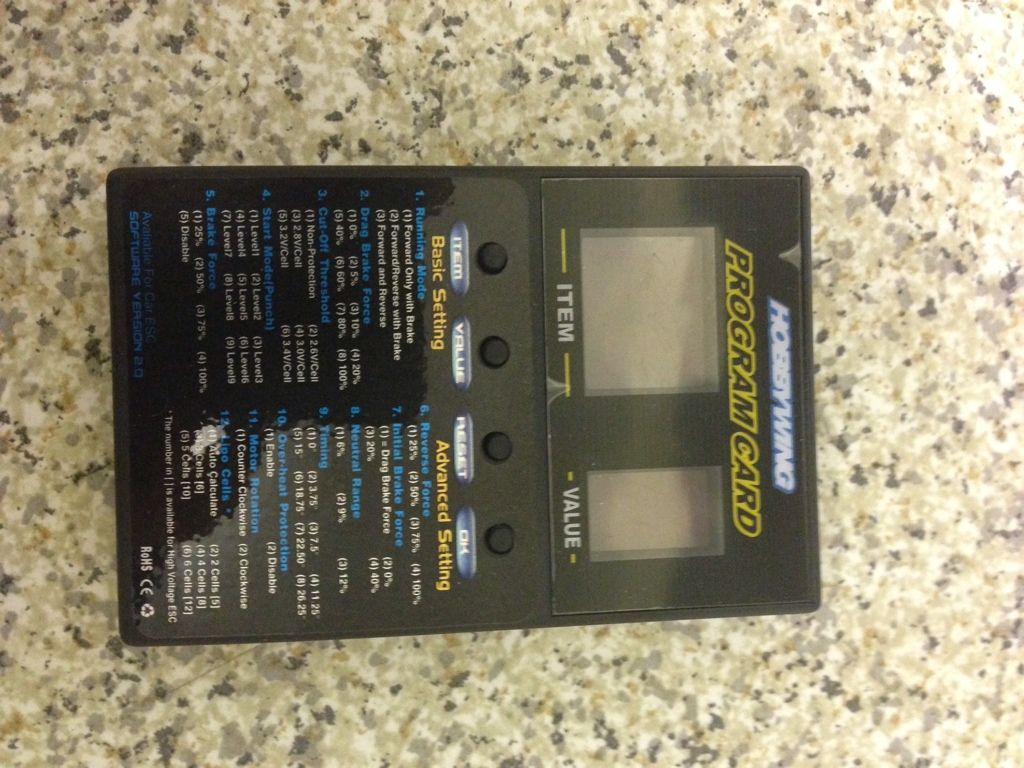 HOBBYWING
PROGRAM CARD
ITEM
VALUE
ITEM
VALUE
RESET
OK
Basic Setting
1. Running Mode
(1) Forward Only with Brake
(2) Forward/Reverse with Brake
(3) Forward and Reverse
2. Drag Brake Force
(1) 0% (2) 5% (3) 10% (4) 20%
(5) 40% (6) 60% (7) 80% (8) 100%
3. Cut-Off Threshold
(1) Non-Protection (2) 2.6V/Cell
(3) 2.8V/Cell (4) 3.0V/Cell
(5) 3.2V/Cell (6) 3.4V/Cell
4. Start Mode(Punch)
(1) Level1 (2) Level2 (3) Level3
(4) Level4 (5) Level5 (6) Level6
(7) Level7 (8) Level8 (9) Level9
5. Brake Force
(1) 25% (2) 50% (3) 75% (4) 100%
(5) Disable
Advanced Setting
6. Reverse Force
(1) 25% (2) 50% (3) 75% (4) 100%
7. Initial Brake Force
(1) = Drag Brake Force (2) 0%
(3) 20% (4) 40%
8. Neutral Range
(1) 6% (2) 9% (3) 12%
9. Timing
(1) 0° (2) 3.75° (3) 7.5° (4) 11.25°
(5) 15° (6) 18.75° (7) 22.50° (8) 26.25°
10. Over-heat Protection
(1) Enable (2) Disable
11. Motor Rotation
(1) Counter Clockwise (2) Clockwise
12. Lipo Cells *
(1) Auto Calculate (2) 2 Cells [5]
(3) 3 Cells [6] (4) 4 Cells [8]
(5) 5 Cells [10] (6) 6 Cells [12]
*The number in [ ] is available for High Voltage ESC
Available For Car ESC
SOFTWARE VERSION 2.0
RoHS CE